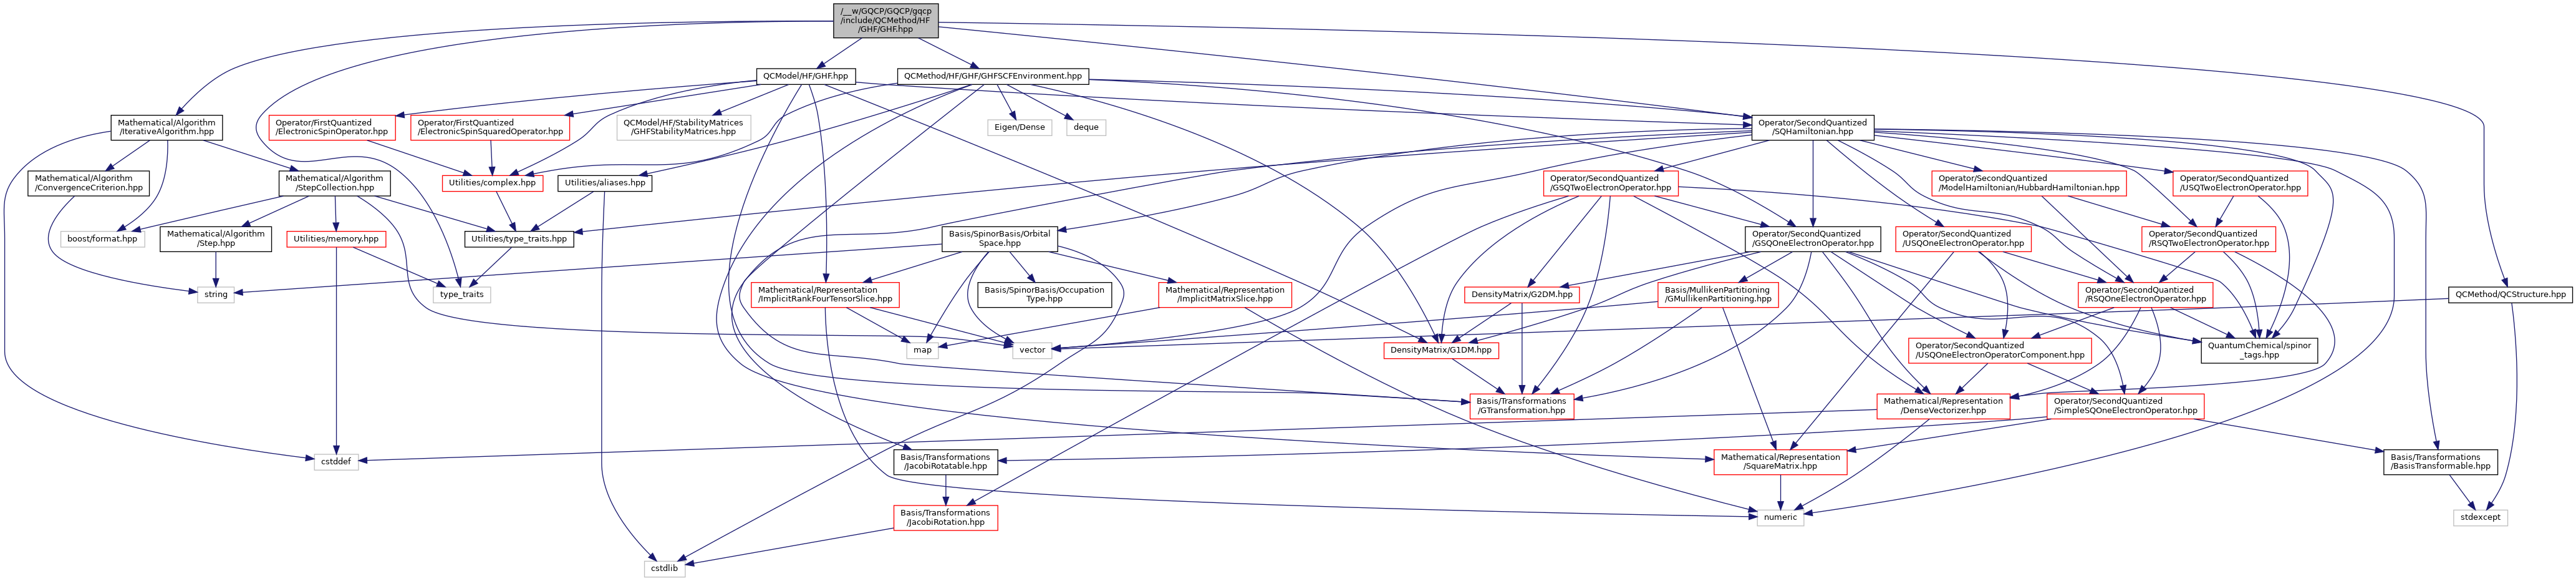 /__w/GQCP/GQCP/gqcp
/include/QCMethod/HF
/GHF/GHF.hpp
QCModel/HF/GHF.hpp
QCMethod/HF/GHF/GHFSCFEnvironment.hpp
Mathematical/Algorithm
/IterativeAlgorithm.hpp
Operator/FirstQuantized
/ElectronicSpinOperator.hpp
Operator/FirstQuantized
/ElectronicSpinSquaredOperator.hpp
QCModel/HF/StabilityMatrices
/GHFStabilityMatrices.hpp
Eigen/Dense
deque
Operator/SecondQuantized
/SQHamiltonian.hpp
Mathematical/Algorithm
/ConvergenceCriterion.hpp
Mathematical/Algorithm
/StepCollection.hpp
Utilities/complex.hpp
Utilities/aliases.hpp
Operator/SecondQuantized
/GSQTwoElectronOperator.hpp
Operator/SecondQuantized
/ModelHamiltonian/HubbardHamiltonian.hpp
Operator/SecondQuantized
/USQTwoElectronOperator.hpp
boost/format.hpp
Mathematical/Algorithm
/Step.hpp
Utilities/memory.hpp
Utilities/type_traits.hpp
Basis/SpinorBasis/Orbital
Space.hpp
Operator/SecondQuantized
/GSQOneElectronOperator.hpp
Operator/SecondQuantized
/USQOneElectronOperator.hpp
Operator/SecondQuantized
/RSQTwoElectronOperator.hpp
string
type_traits
Mathematical/Representation
/ImplicitRankFourTensorSlice.hpp
Basis/SpinorBasis/Occupation
Type.hpp
Mathematical/Representation
/ImplicitMatrixSlice.hpp
DensityMatrix/G2DM.hpp
Basis/MullikenPartitioning
/GMullikenPartitioning.hpp
Operator/SecondQuantized
/RSQOneElectronOperator.hpp
QCMethod/QCStructure.hpp
map
vector
DensityMatrix/G1DM.hpp
Operator/SecondQuantized
/USQOneElectronOperatorComponent.hpp
QuantumChemical/spinor
_tags.hpp
Basis/Transformations
/GTransformation.hpp
Mathematical/Representation
/DenseVectorizer.hpp
Operator/SecondQuantized
/SimpleSQOneElectronOperator.hpp
cstddef
Basis/Transformations
/JacobiRotatable.hpp
Mathematical/Representation
/SquareMatrix.hpp
Basis/Transformations
/BasisTransformable.hpp
Basis/Transformations
/JacobiRotation.hpp
numeric
stdexcept
cstdlib